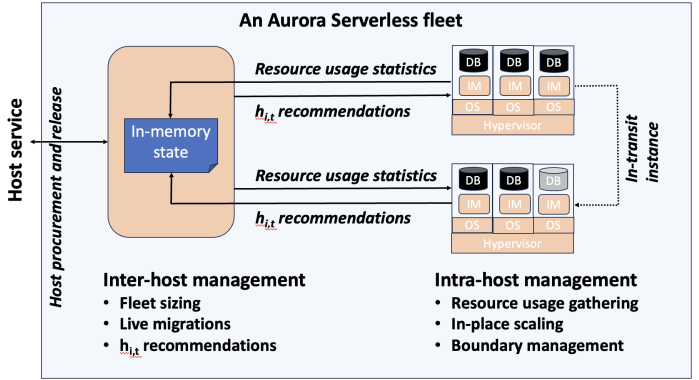 An Aurora Serverless fleet
Host service
Host procurement and release
In-memory
state
Resource usage statistics
h_i,t recommendations
Resource usage statistics
h_i,t recommendations
DB DB DB
IM IM IM
OS OS OS
Hypervisor
DB DB DB
IM IM IM
OS OS OS
Hypervisor
In-transit
instance
Inter-host management
• Fleet sizing
• Live migrations
• h_i,t recommendations
Intra-host management
• Resource usage gathering
• In-place scaling
• Boundary management